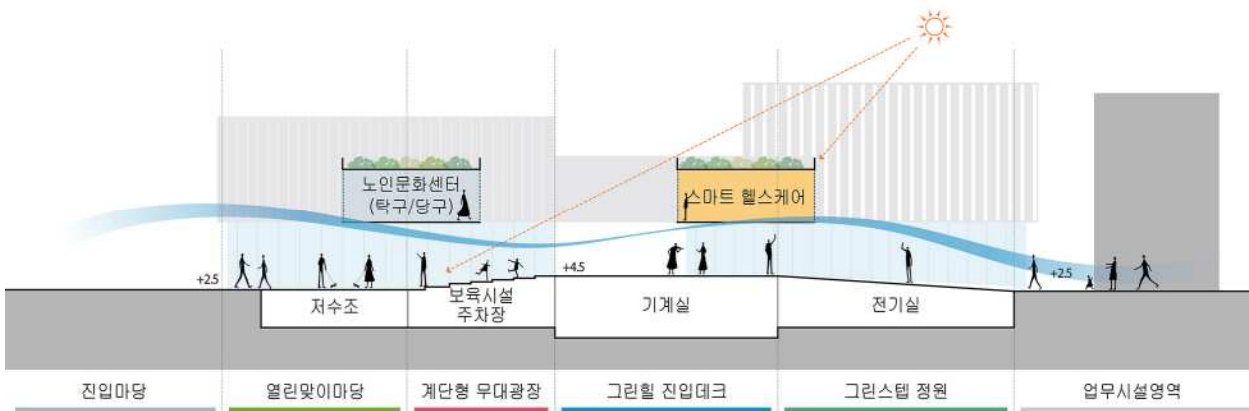 노인문화센터
(탁구/당구)
스마트 헬스케어
+2.5
+4.5
+2.5
저수조
보육시설
주차장
기계실
전기실
진입마당
열린맞이마당
계단형 무대광장
그린힐 진입데크
그린스텝 정원
업무시설영역